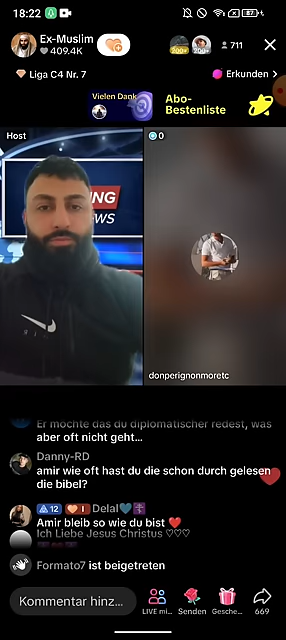 18:22
87
Ex-Muslim
409.4K
200+
200+
711
Liga C4 Nr. 7
Erkunden >
Vielen Dank
Abo-
Bestenliste
Host
0
NG
WS
donperignonmoretc
Er möchte das du diplomatischer redest, was
aber oft nicht geht...
Danny-RD
amir wie oft hast du die schon durch gelesen
die bibel?
12 I Delal
Amir bleib so wie du bist
Ich Liebe Jesus Christus ♡♡♡
Formato7 ist beigetreten
Kommentar hinz...
LIVE mi...
Senden
Gesche...
669